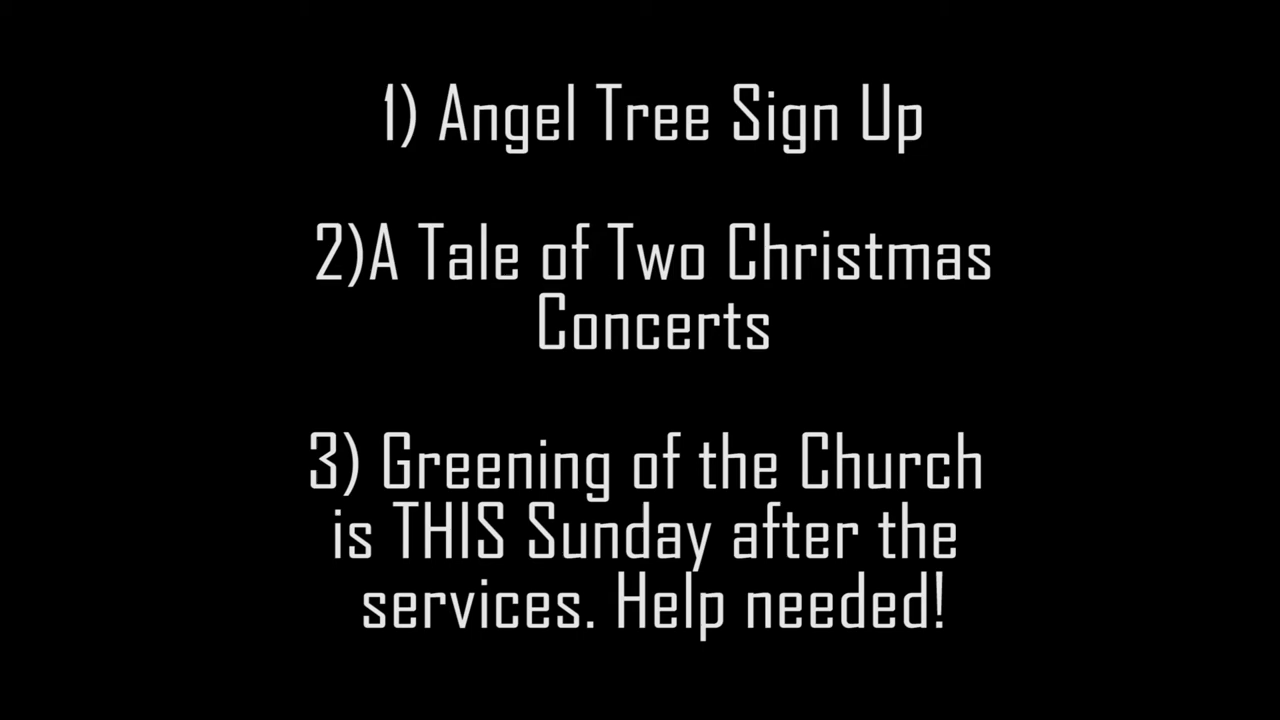 1) Angel Tree Sign Up
2)A Tale of Two Christmas
Concerts
3) Greening of the Church
is THIS Sunday after the
services. Help needed!